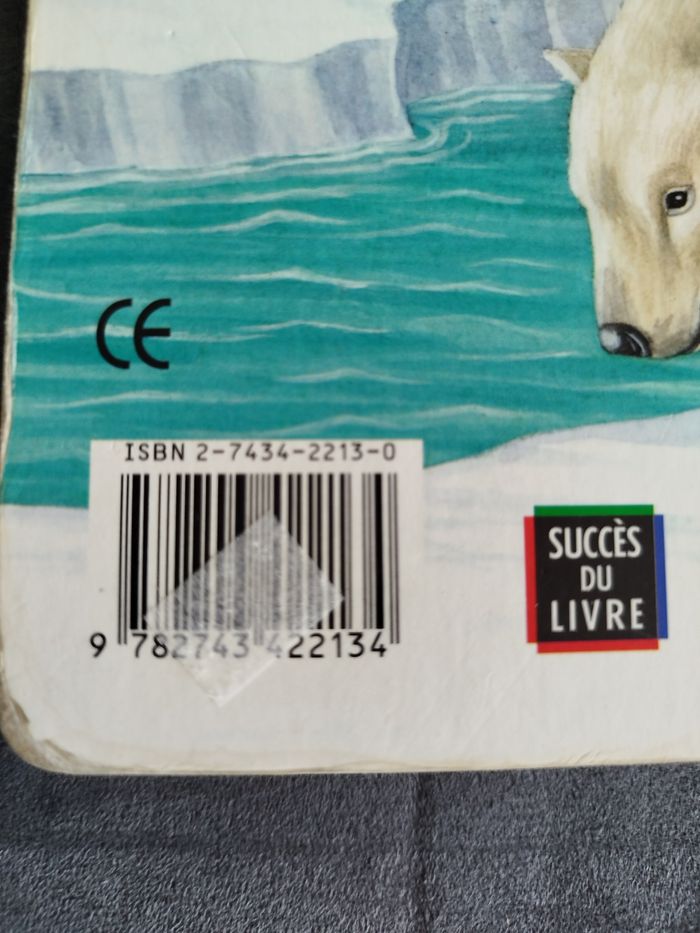 CE
ISBN 2-7434-2213-0
9 782743 422134
SUCCÈS
DU
LIVRE